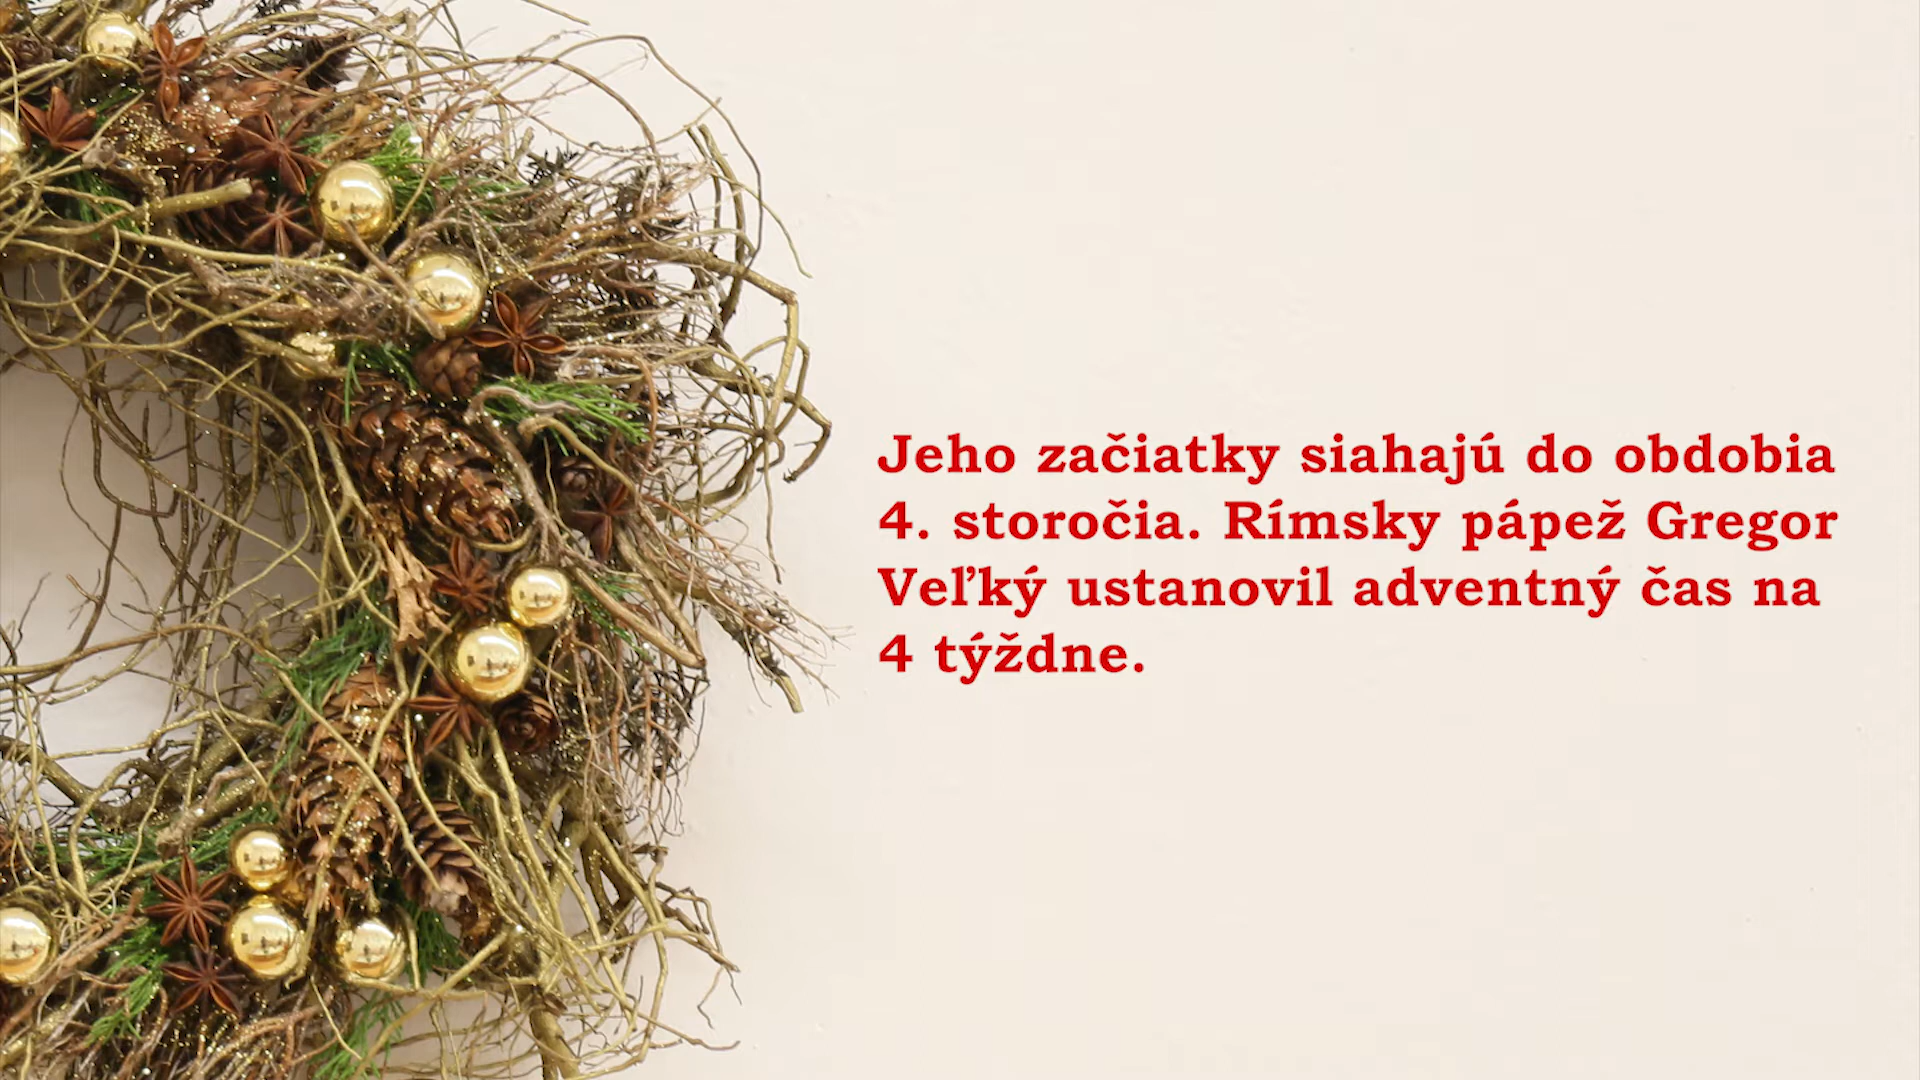 Jeho začiatky siahajú do obdobia
4. storočia. Rímsky pápež Gregor
Veľký ustanovil adventný čas na
4 týždne.